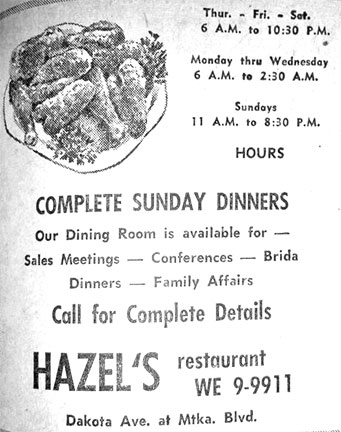 Thur. - Fri. - Sat.
6 A.M. to 10:30 P.M.
Monday thru Wednesday
6 A.M. to 2:30 A.M.
Sundays
11 A.M. to 8:30 P.M.
HOURS
COMPLETE SUNDAY DINNERS
Our Dining Room is available for —
Sales Meetings — Conferences — Brida
Dinners — Family Affairs
Call for Complete Details
HAZEL'S restaurant
WE 9-9911
Dakota Ave. at Mtka. Blvd.